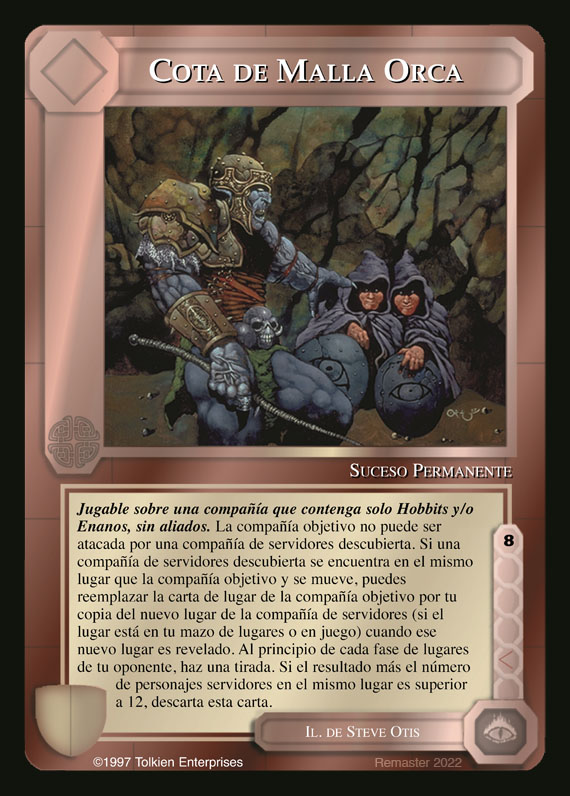 COTA DE MALLA ORCA
SUCESO PERMANENTE
Jugable sobre una compañía que contenga solo Hobbits y/o
Enanos, sin aliados. La compañía objetivo no puede ser
atacada por una compañía de servidores descubierta. Si una
compañía de servidores descubierta se encuentra en el mismo
lugar que la compañía objetivo y se mueve, puedes
reemplazar la carta de lugar de la compañía objetivo por tu
copia del nuevo lugar de la compañía de servidores (si el
lugar está en tu mazo de lugares o en juego) cuando ese
nuevo lugar es revelado. Al principio de cada fase de lugares
de tu oponente, haz una tirada. Si el resultado más el número
de personajes servidores en el mismo lugar es superior
a 12, descarta esta carta.
8
IL. DE STEVE OTIS
©1997 Tolkien Enterprises
Remaster 2022